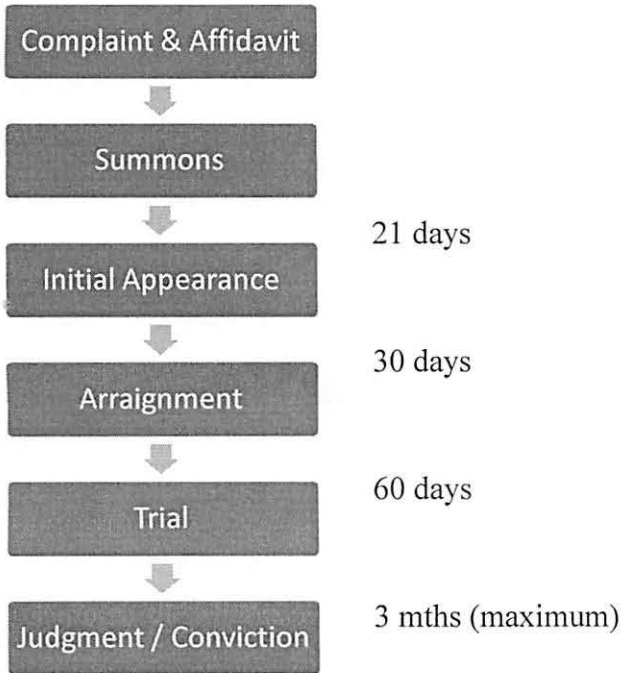 Complaint & Affidavit
Summons
21 days
Initial Appearance
30 days
Arraignment
60 days
Trial
3 mths (maximum)
Judgment / Conviction